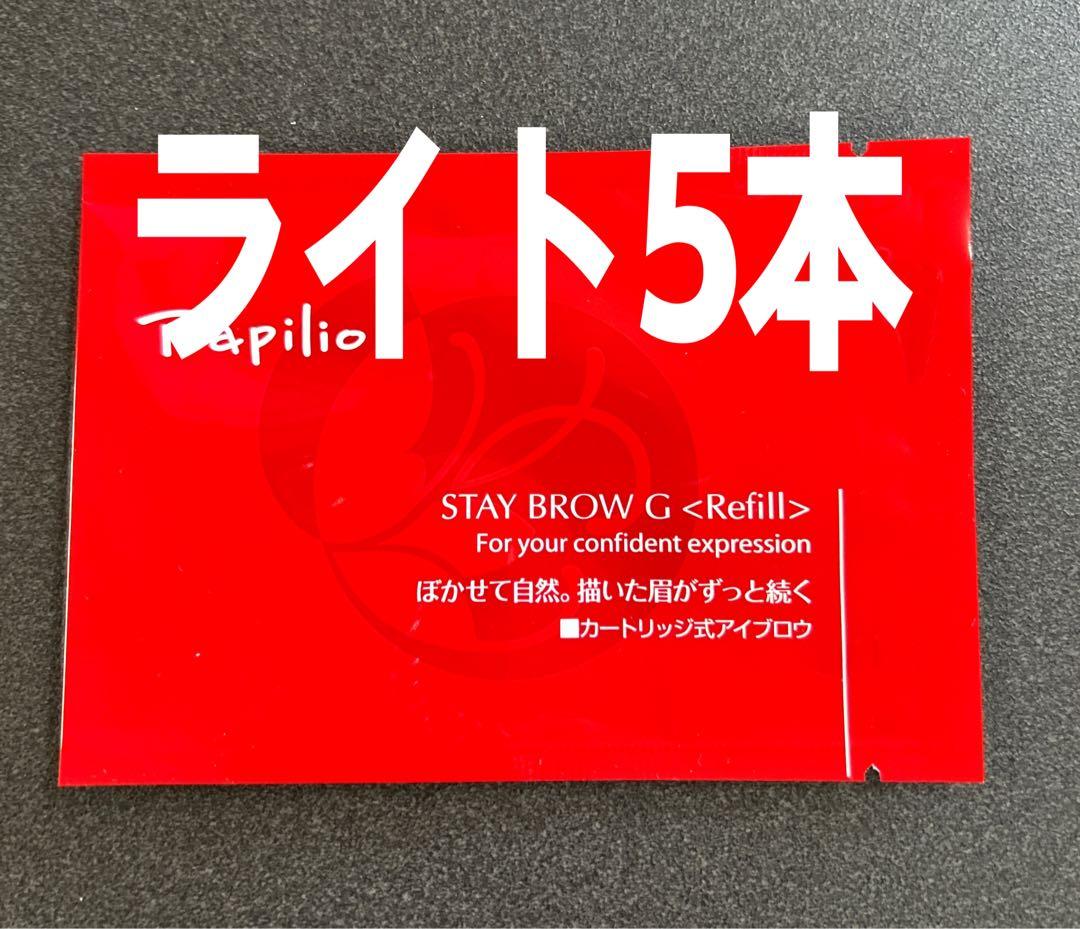 ライト5本
Papilio
STAY BROW G <Refill>
For your confident expression
ぼかせて自然。描いた眉がずっと続く
■カートリッジ式アイブロウ